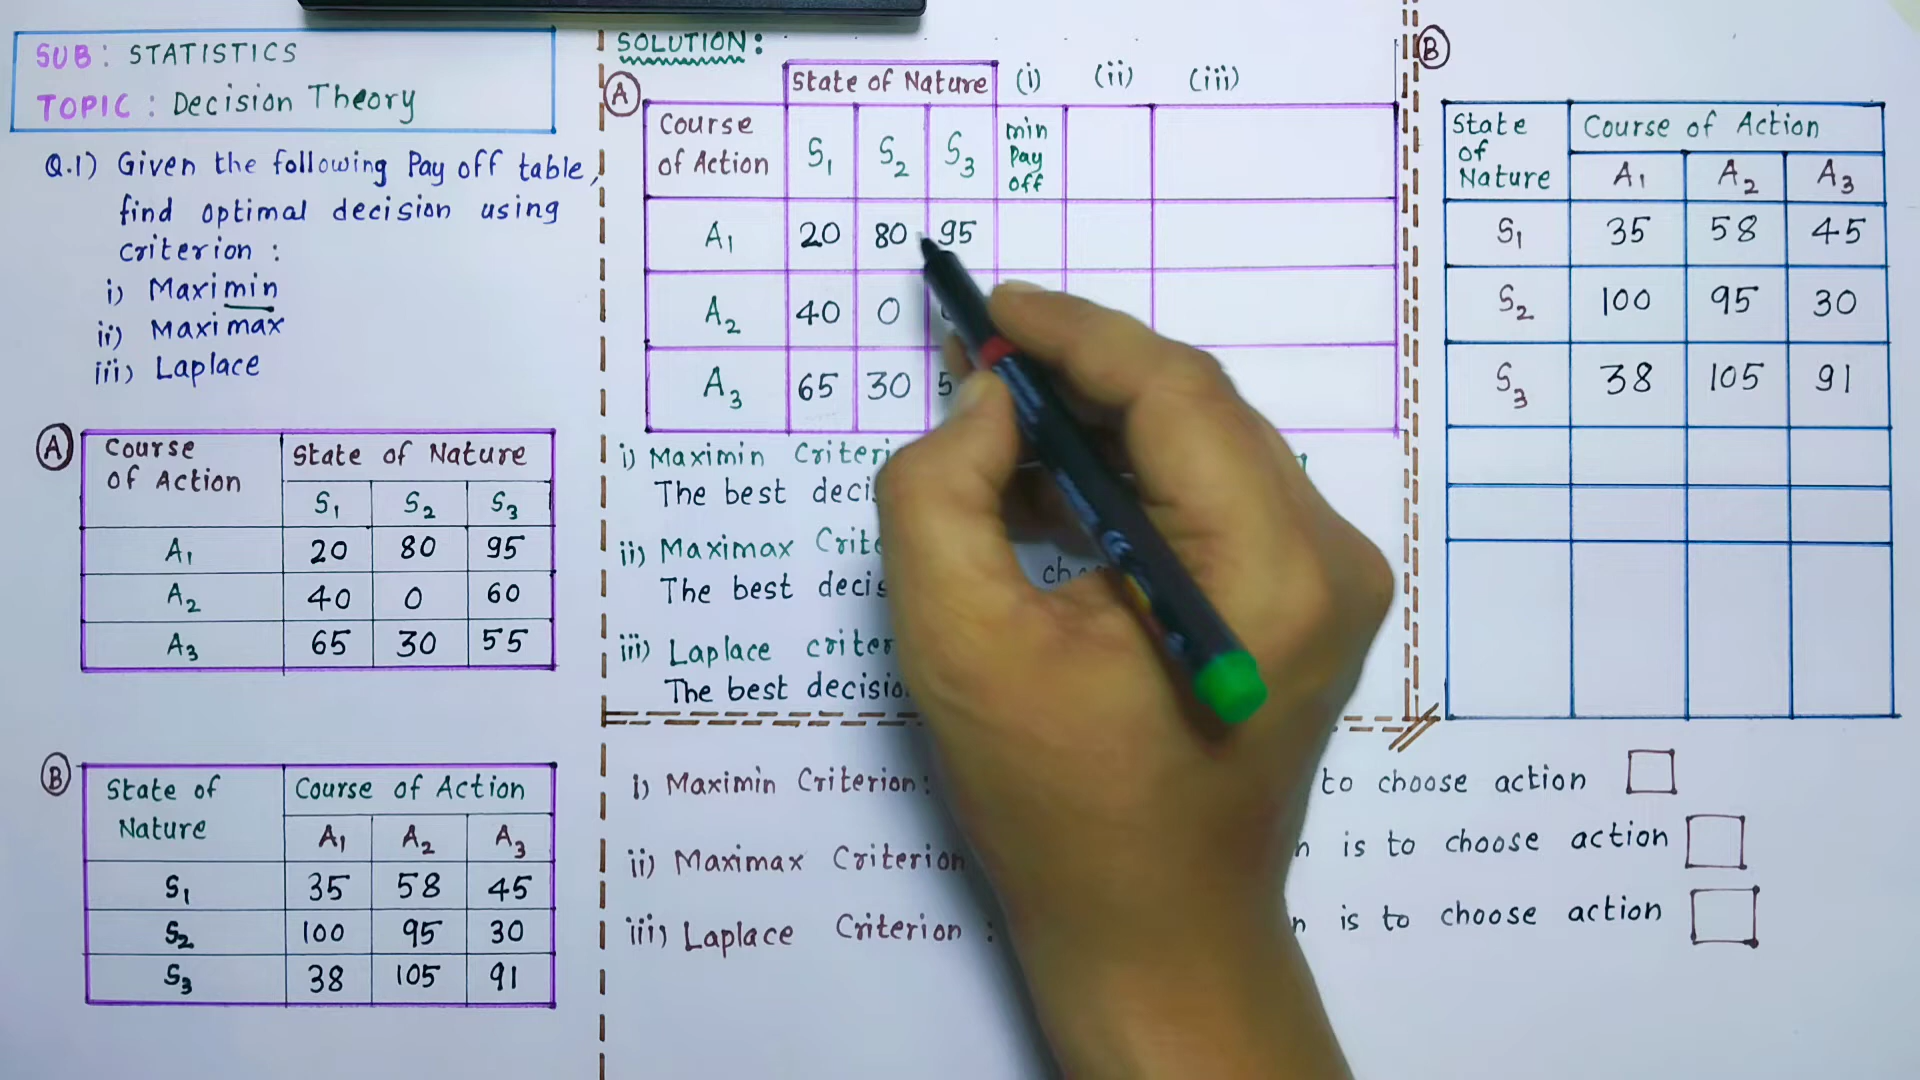 SUB : STATISTICS
TOPIC : Decision Theory
Q.1) Given the following Pay off table,
find optimal decision using
criterion :
i) Maximin
ii) Maximax
iii) Laplace
A
Course of Action State of Nature
S1 S2 S3
A1 20 80 95
A2 40 0 60
A3 65 30 55
B
State of Nature Course of Action
A1 A2 A3
S1 35 58 45
S2 100 95 30
S3 38 105 91
SOLUTION :
A
State of Nature (i) (ii) (iii)
Course of Action S1 S2 S3 min Pay off
A1 20 80 95
A2 40 0
A3 65 30 5
i) Maximin
The best
ii) Maximax
The best
iii) Laplace
The best
B
State of Nature Course of Action
A1 A2 A3
S1 35 58 45
S2 100 95 30
S3 38 105 91
i) Maximin Criterion : to choose action
ii) Maximax Criterion is to choose action
iii) Laplace Criterion : is to choose action